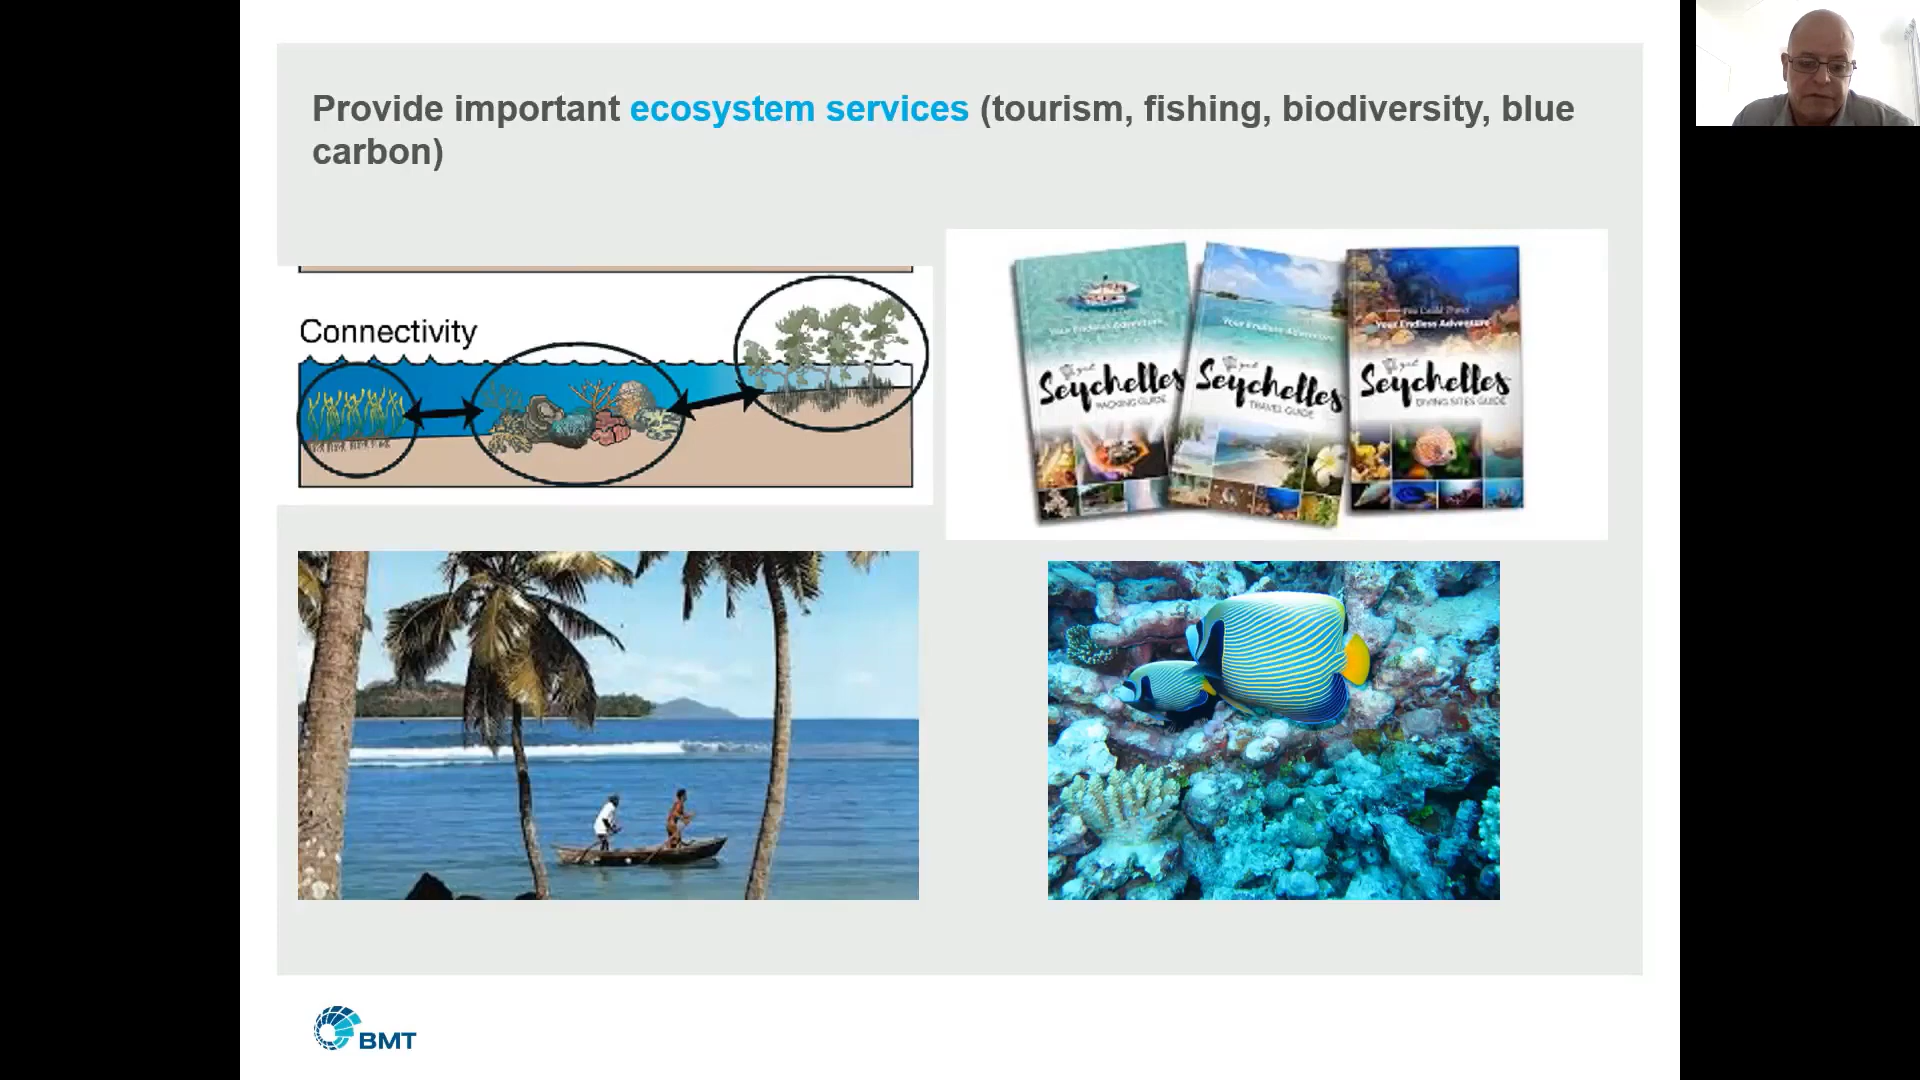 Provide important ecosystem services (tourism, fishing, biodiversity, blue
carbon)
Connectivity
Your Endless Adventure
Seychelles
PACKING GUIDE
Your Endless Adventure
Seychelles
TRAVEL GUIDE
Your Endless Adventure
Seychelles
DIVING SITES GUIDE
BMT